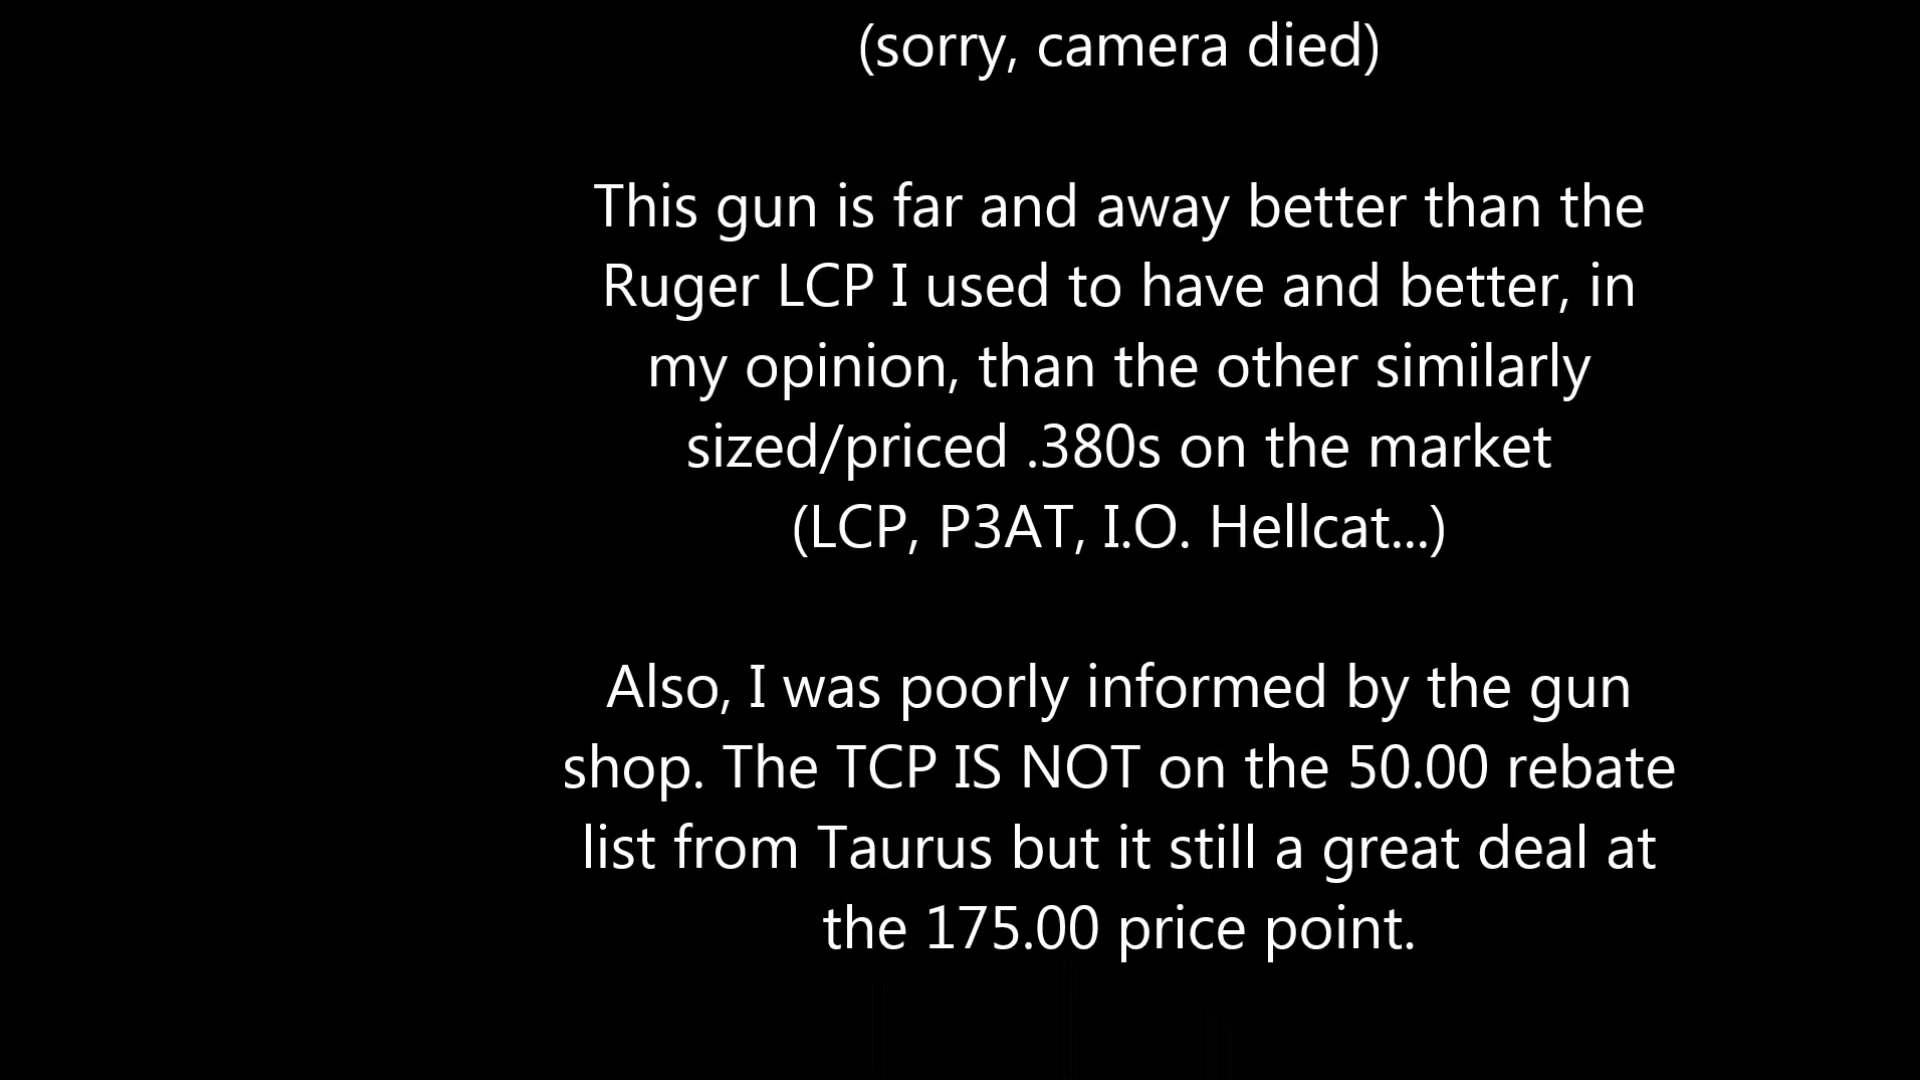 (sorry, camera died)
This gun is far and away better than the
Ruger LCP I used to have and better, in
my opinion, than the other similarly
sized/priced .380s on the market
(LCP, P3AT, I.O. Hellcat...)
Also, I was poorly informed by the gun
shop. The TCP IS NOT on the 50.00 rebate
list from Taurus but it still a great deal at
the 175.00 price point.